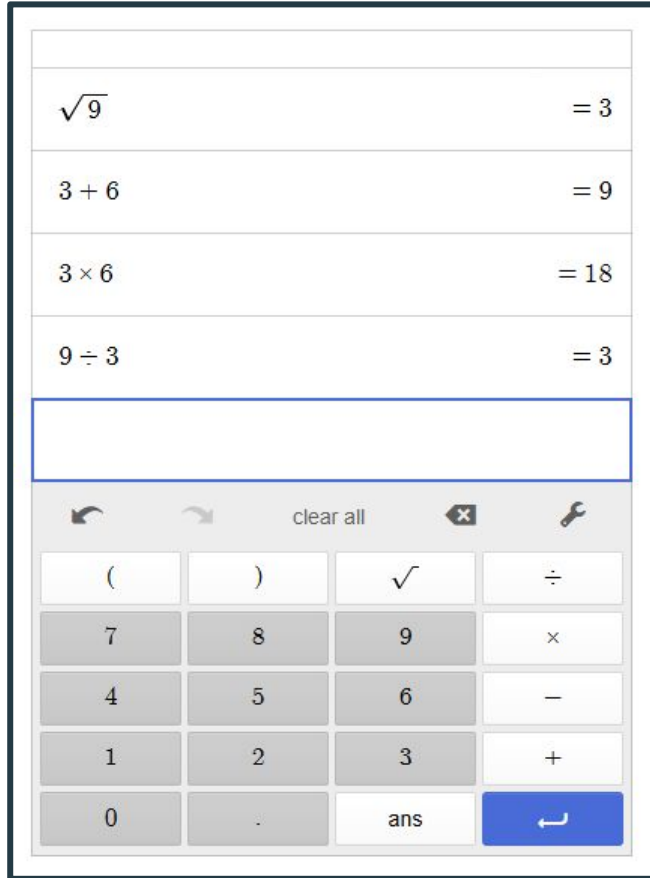 √9 = 3
3 + 6 = 9
3 × 6 = 18
9 ÷ 3 = 3
clear all
( ) √ ÷
7 8 9 ×
4 5 6 −
1 2 3 +
0 . ans